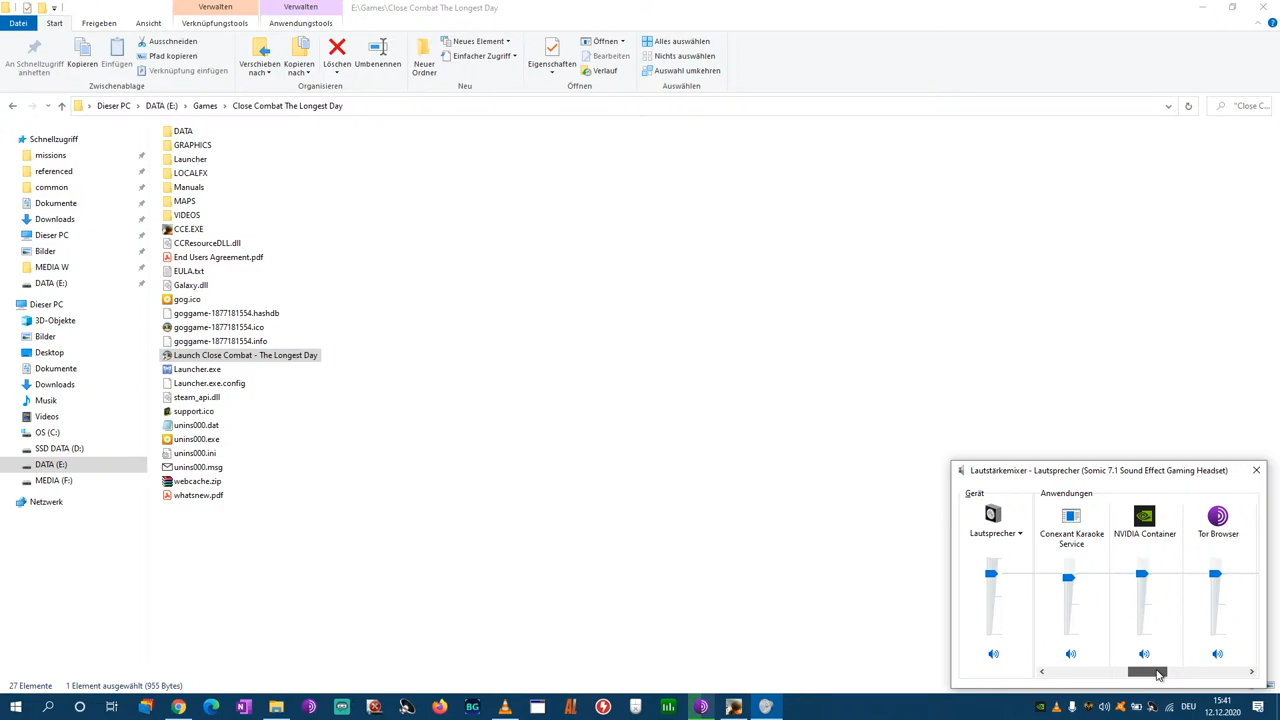 Verwalten
Verwalten
E:\Games\Close Combat The Longest Day
Datei
Start
Freigeben
Ansicht
Verknüpfungstools
Anwendungstools
An Schnellzugriff anheften
Kopieren
Einfügen
Ausschneiden
Pfad kopieren
Verknüpfung einfügen
Zwischenablage
Verschieben nach
Kopieren nach
Löschen
Umbenennen
Organisieren
Neuer Ordner
Neues Element
Einfacher Zugriff
Neu
Eigenschaften
Öffnen
Bearbeiten
Verlauf
Öffnen
Alles auswählen
Nichts auswählen
Auswahl umkehren
Auswählen
Dieser PC
DATA (E:)
Games
Close Combat The Longest Day
"Close C...
Schnellzugriff
missions
referenced
common
Dokumente
Downloads
Dieser PC
Bilder
MEDIA W
DATA (E:)
Dieser PC
3D-Objekte
Bilder
Desktop
Dokumente
Downloads
Musik
Videos
OS (C:)
SSD DATA (D:)
DATA (E:)
MEDIA (F:)
Netzwerk
DATA
GRAPHICS
Launcher
LOCALFX
Manuals
MAPS
VIDEOS
CCE.EXE
CCResourceDLL.dll
End Users Agreement.pdf
EULA.txt
Galaxy.dll
gog.ico
goggame-1877181554.hashdb
goggame-1877181554.ico
goggame-1877181554.info
Launch Close Combat - The Longest Day
Launcher.exe
Launcher.exe.config
steam_api.dll
support.ico
unins000.dat
unins000.exe
unins000.ini
unins000.msg
webcache.zip
whatsnew.pdf
Lautstärkemixer - Lautsprecher (Somic 7.1 Sound Effect Gaming Headset)
Gerät
Anwendungen
Lautsprecher
Conexant Karaoke
Service
NVIDIA Container
Tor Browser
27 Elemente
1 Element ausgewählt (955 Bytes)
DEU
15:41
12.12.2020